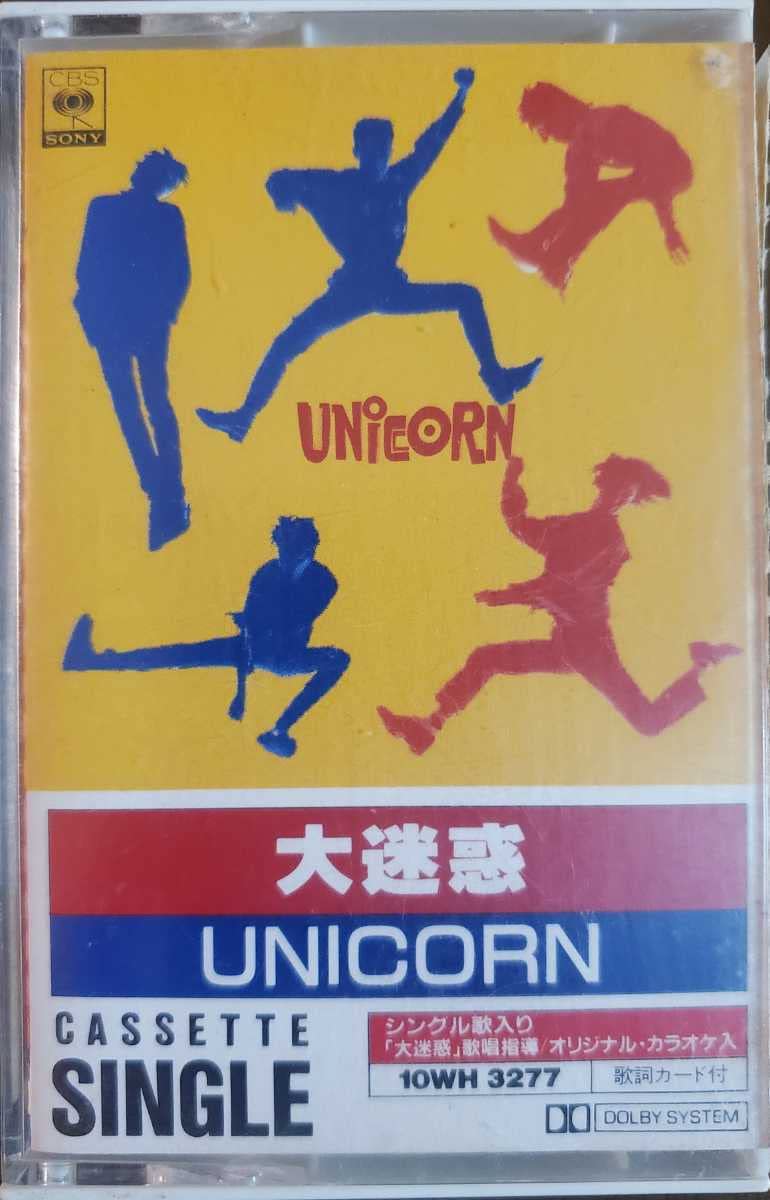 CBS
SONY
UNICORN
大迷惑
UNICORN
CASSETTE
SINGLE
シングル歌入り
「大迷惑」歌唱指導/オリジナル・カラオケ入
10WH 3277
歌詞カード付
DOLBY SYSTEM